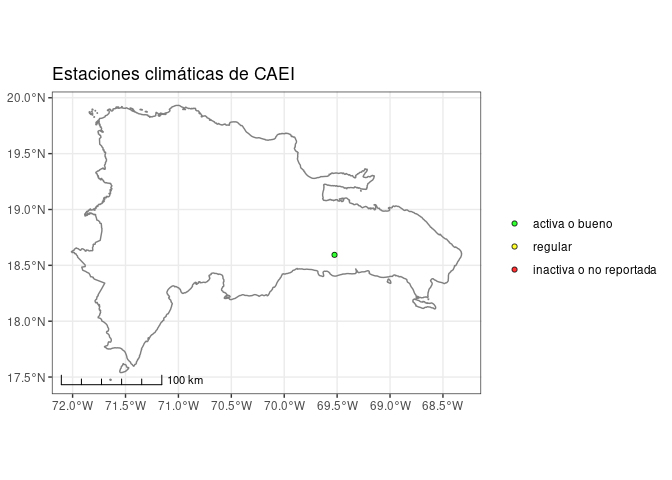 Estaciones climáticas de CAEI
20.0°N
19.5°N
19.0°N
18.5°N
18.0°N
17.5°N
100 km
72.0°W 71.5°W 71.0°W 70.5°W 70.0°W 69.5°W 69.0°W 68.5°W
activa o bueno
regular
inactiva o no reportada